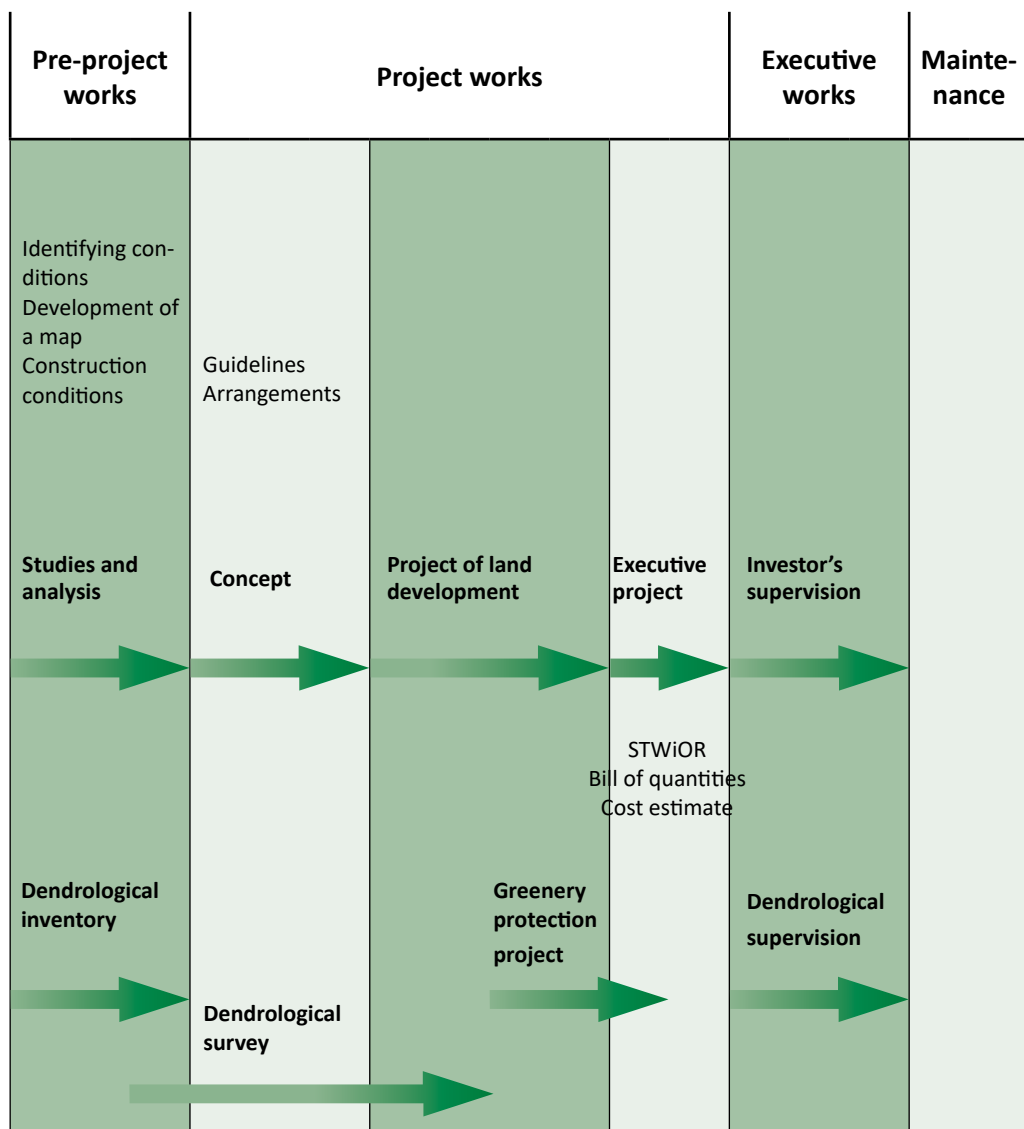 Pre-project
works
Project works
Executive
works
Mainte-
nance
Identifying con-
ditions
Development of
a map
Construction
conditions
Guidelines
Arrangements
Studies and
analysis
Concept
Project of land
development
Executive
project
Investor’s
supervision
STWiOR
Bill of quantities
Cost estimate
Dendrological
inventory
Greenery
protection
project
Dendrological
supervision
Dendrological
survey